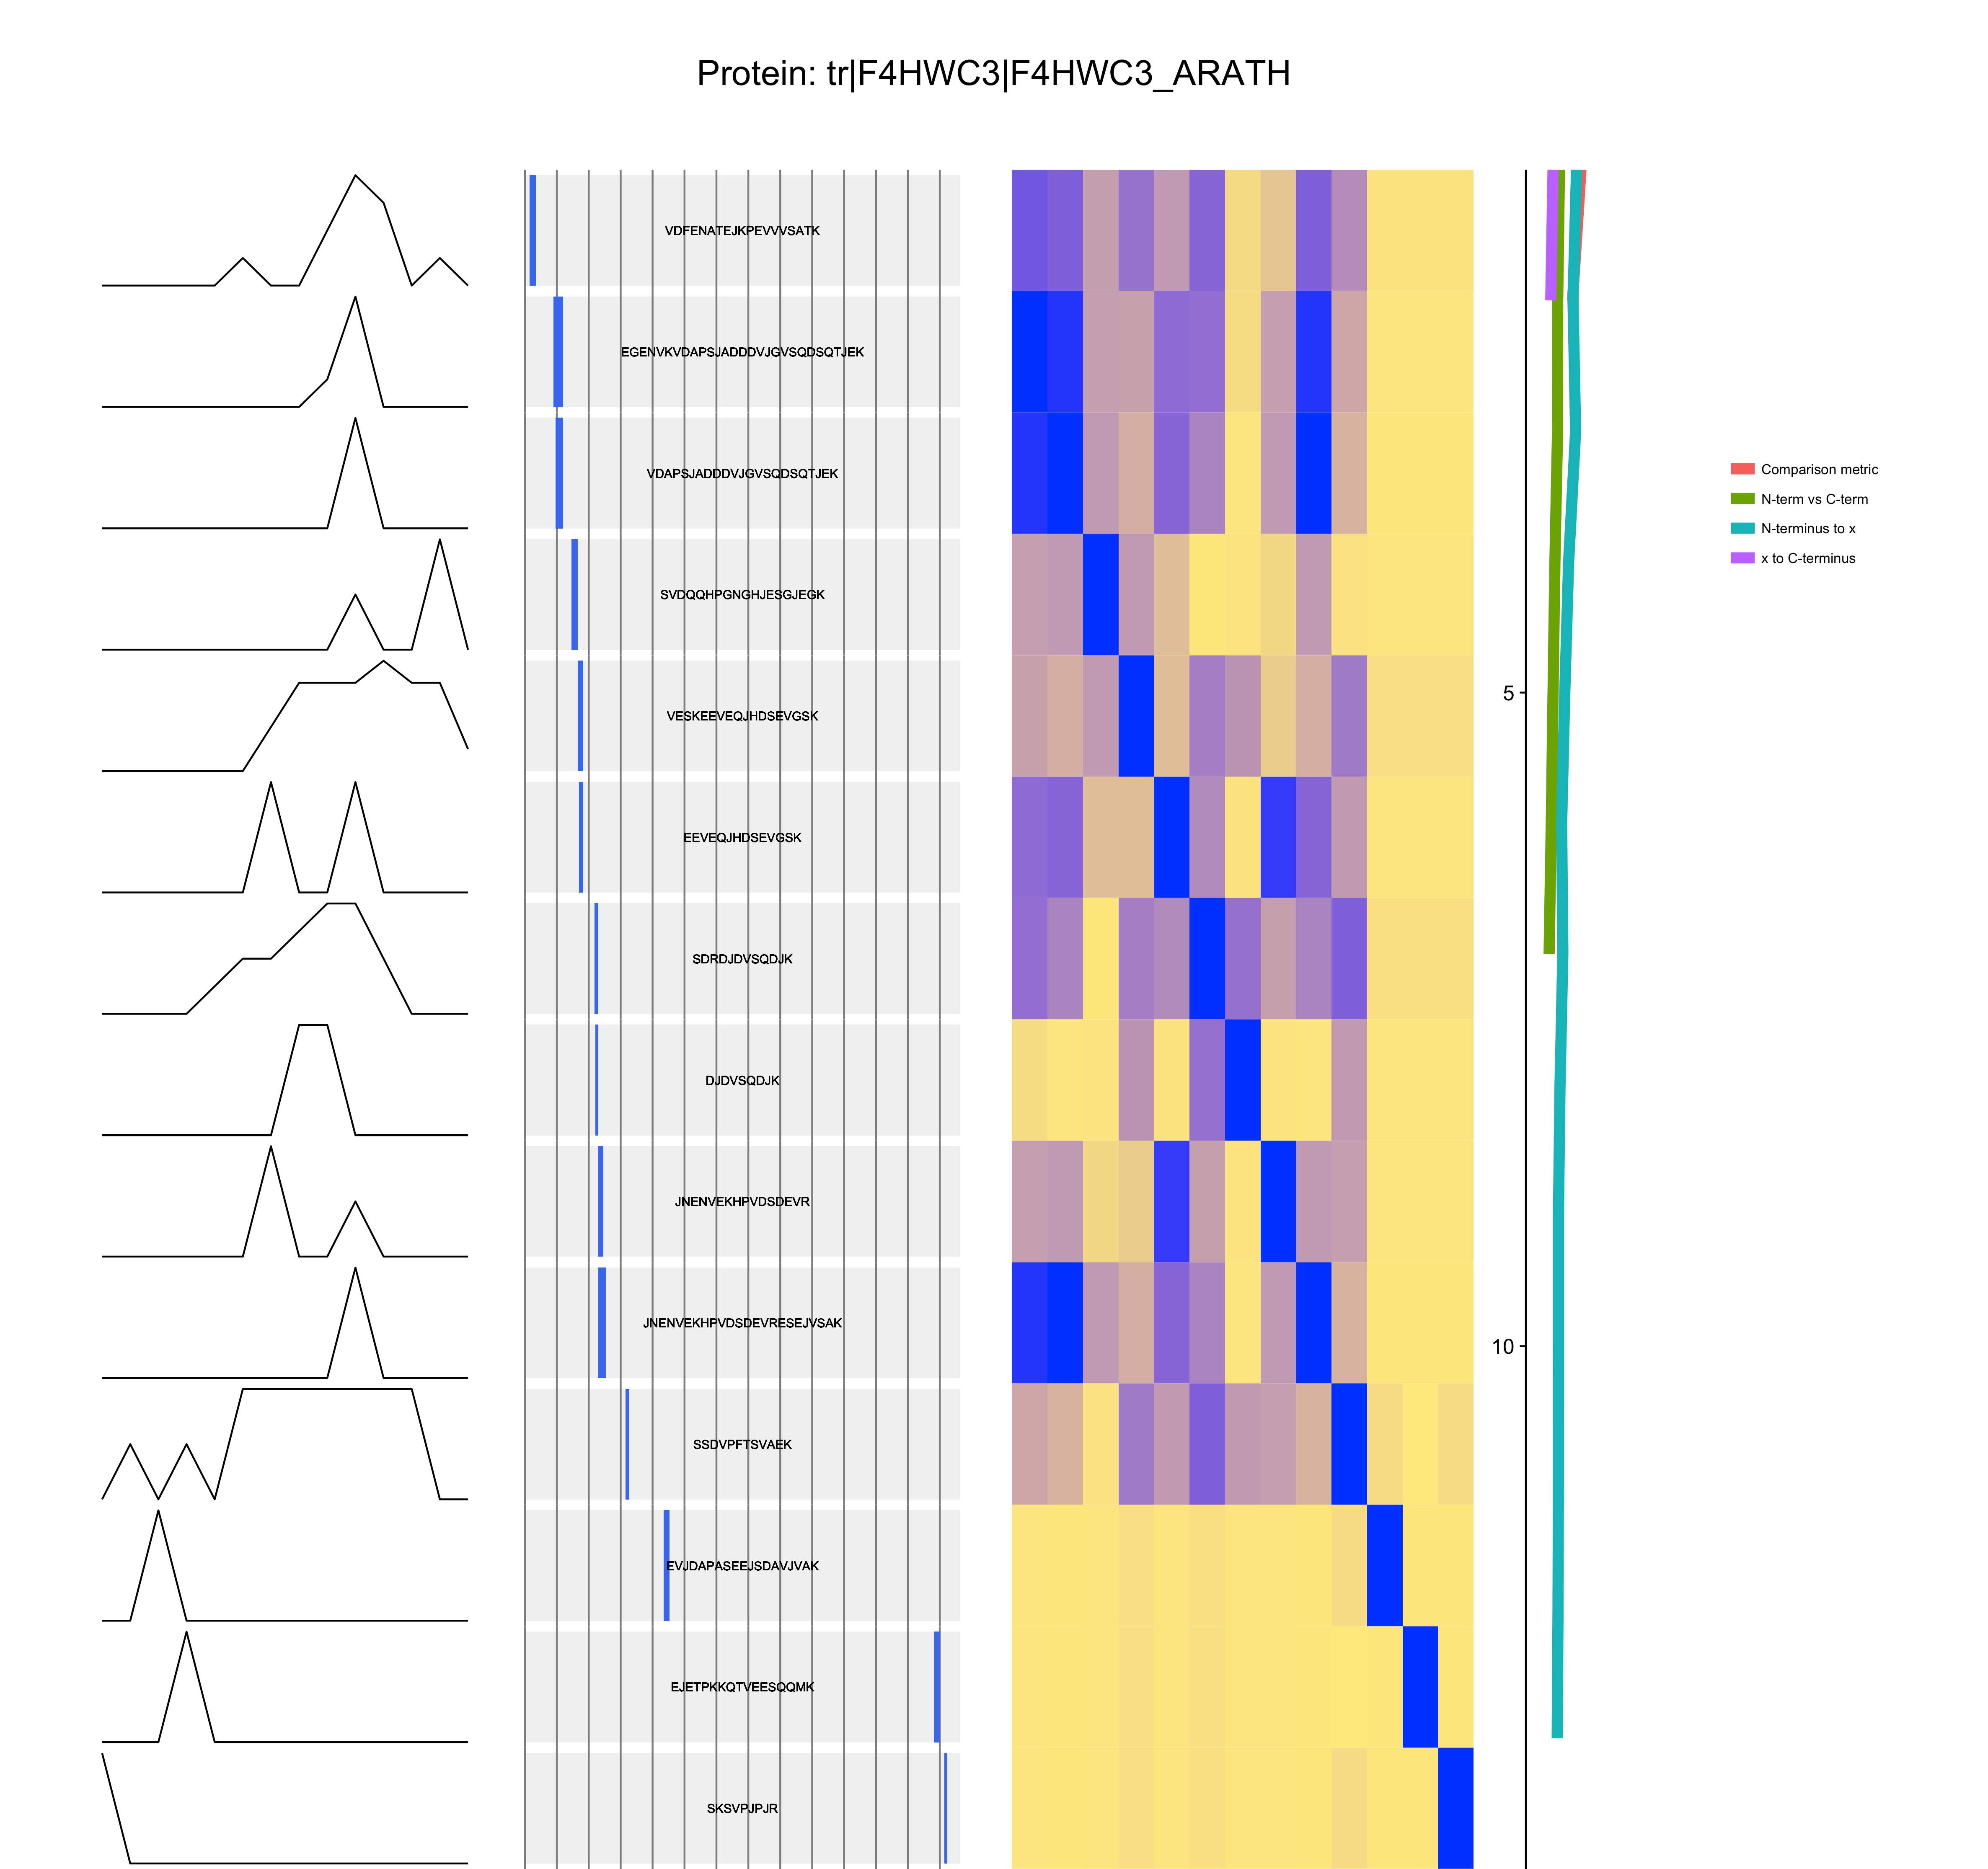 Protein: tr|F4HWC3|F4HWC3_ARATH
VDFENATEJKPEVVVSATK
EGENVKVDAPSJADDDVJGVSQDSQTJEK
VDAPSJADDDVJGVSQDSQTJEK
SVDQQHPGNGHJESGJEGK
VESKEEVEQJHDSEVGSK
EEVEQJHDSEVGSK
SDRDJDVSQDJK
DJDVSQDJK
JNENVEKHPVDSDEVR
JNENVEKHPVDSDEVRESEJVSAK
SSDVPFTSVAEK
EVJDAPASEEJSDAVJVAK
EJETPKKQTVEESQQMK
SKSVPJPJR
5
10
Comparison metric
N-term vs C-term
N-terminus to x
x to C-terminus